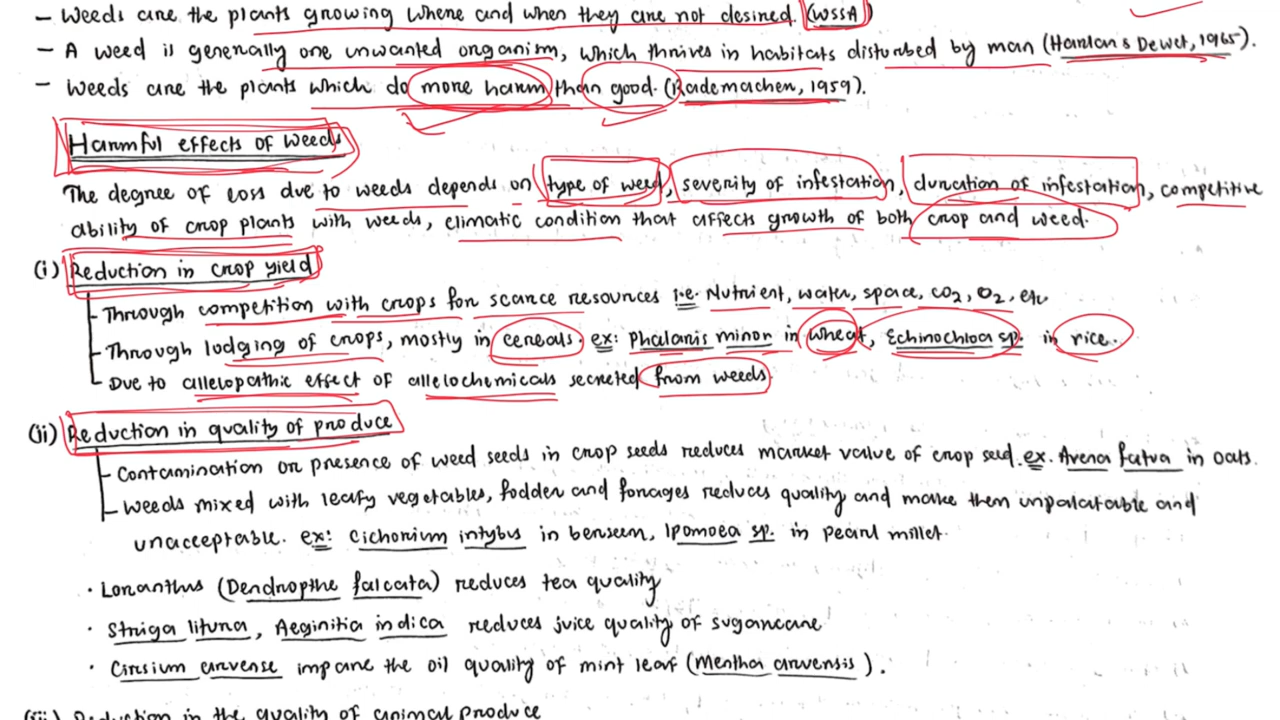 - Weeds are the plants growing where and when they are not desired. (WSSA)
- A weed is generally one unwanted organism, which thrives in habitats disturbed by man (Harlan & Dewet, 1965).
- Weeds are the plants which do more harm than good. (Rademacher, 1959).
Harmful effects of weeds
The degree of loss due to weeds depends on type of weed, severity of infestation, duration of infestation, competitive
ability of crop plants with weeds, climatic condition that affects growth of both crop and weed.
(i) Reduction in crop yield
Through competition with crops for scarce resources i.e. Nutrient, water, space, CO2, O2, etc
Through lodging of crops, mostly in cereals. ex: Phalaris minor in wheat, Echinochloa sp. in rice.
Due to allelopathic effect of allelochemicals secreted from weeds.
(ii) Reduction in quality of produce
Contamination or presence of weed seeds in crop seeds reduces market value of crop seed. ex. Avena fatva in oats.
Weeds mixed with leafy vegetables, fodder and forages reduces quality and make them unpalatable and
unacceptable. ex: Cichorium intybus in berseem, Ipomoea sp. in pearl millet.
· Loranthus (Dendropthe falcata) reduces tea quality
· Striga lituna, Aeginitia indica reduces juice quality of sugarcane
· Cirsium arvense impare the oil quality of mint leaf (Mentha arvensis).
(iii) Reduction in the quality of animal produce